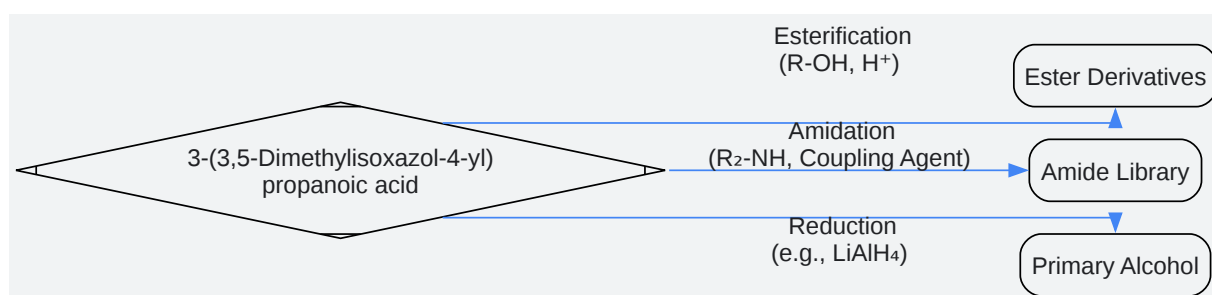 Esterification
(R-OH, H⁺)
Ester Derivatives
3-(3,5-Dimethylisoxazol-4-yl)
propanoic acid
Amidation
(R₂-NH, Coupling Agent)
Amide Library
Reduction
(e.g., LiAlH₄)
Primary Alcohol